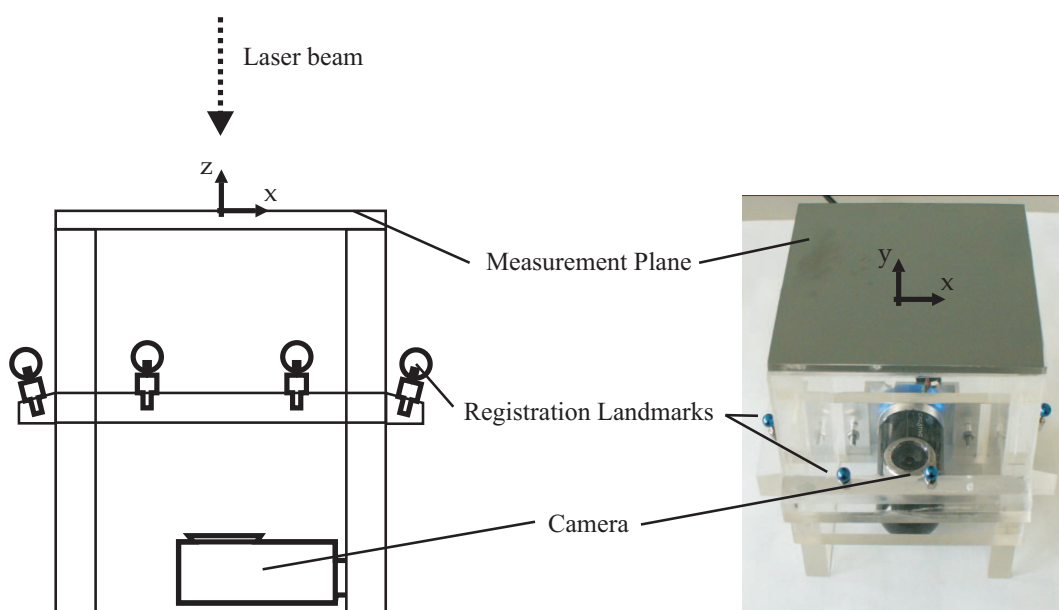 Laser beam
z
x
Measurement Plane
y
x
Registration Landmarks
Camera